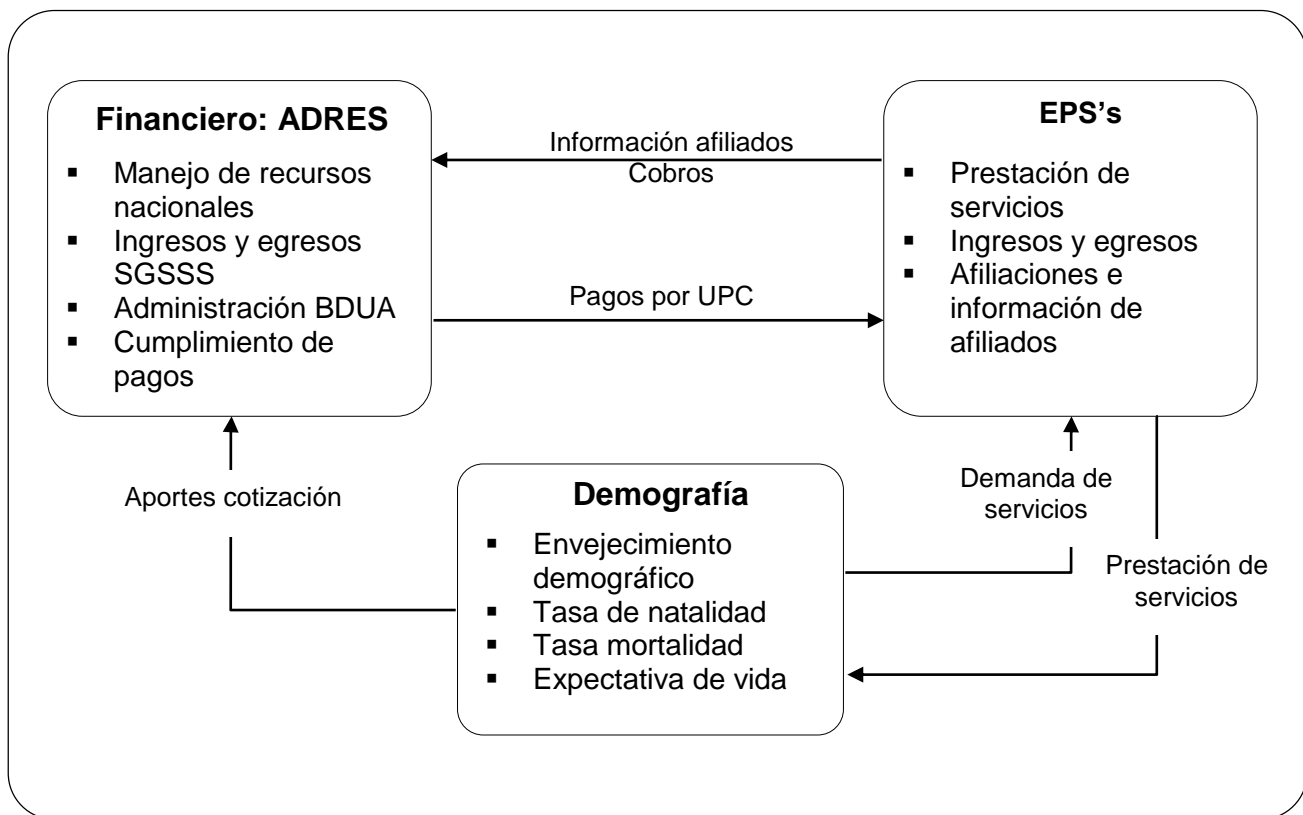 Financiero: ADRES
▪ Manejo de recursos
nacionales
▪ Ingresos y egresos
SGSSS
▪ Administración BDUA
▪ Cumplimiento de
pagos
Información afiliados
Cobros
Pagos por UPC
EPS’s
▪ Prestación de
servicios
▪ Ingresos y egresos
▪ Afiliaciones e
información de
afiliados
Aportes cotización
Demografía
▪ Envejecimiento
demográfico
▪ Tasa de natalidad
▪ Tasa mortalidad
▪ Expectativa de vida
Demanda de
servicios
Prestación de
servicios